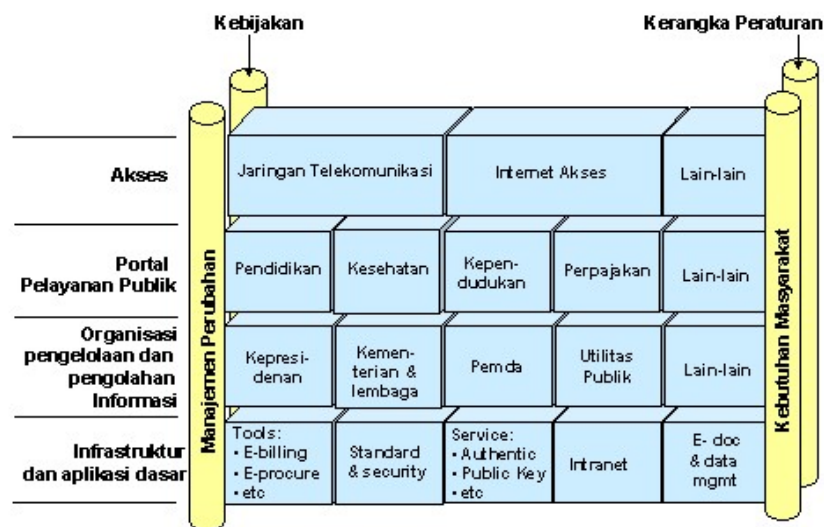 Kebijakan
Kerangka Peraturan
Manajemen Perubahan
Kebutuhan Masyarakat
Akses
Jaringan Telekomunikasi
Internet Akses
Lain-lain
Portal
Pelayanan Publik
Pendidikan
Kesehatan
Kepen-
dudukan
Perpajakan
Lain-lain
Organisasi
pengelolaan dan
pengolahan
Informasi
Kepresi-
denan
Kemen-
terian &
lembaga
Pemda
Utilitas
Publik
Lain-lain
Infrastruktur
dan aplikasi dasar
Tools:
• E-billing
• E-procure
• etc
Standard
& security
Service:
• Authentic
• Public Key
• etc
Intranet
E- doc
& data
mgmt